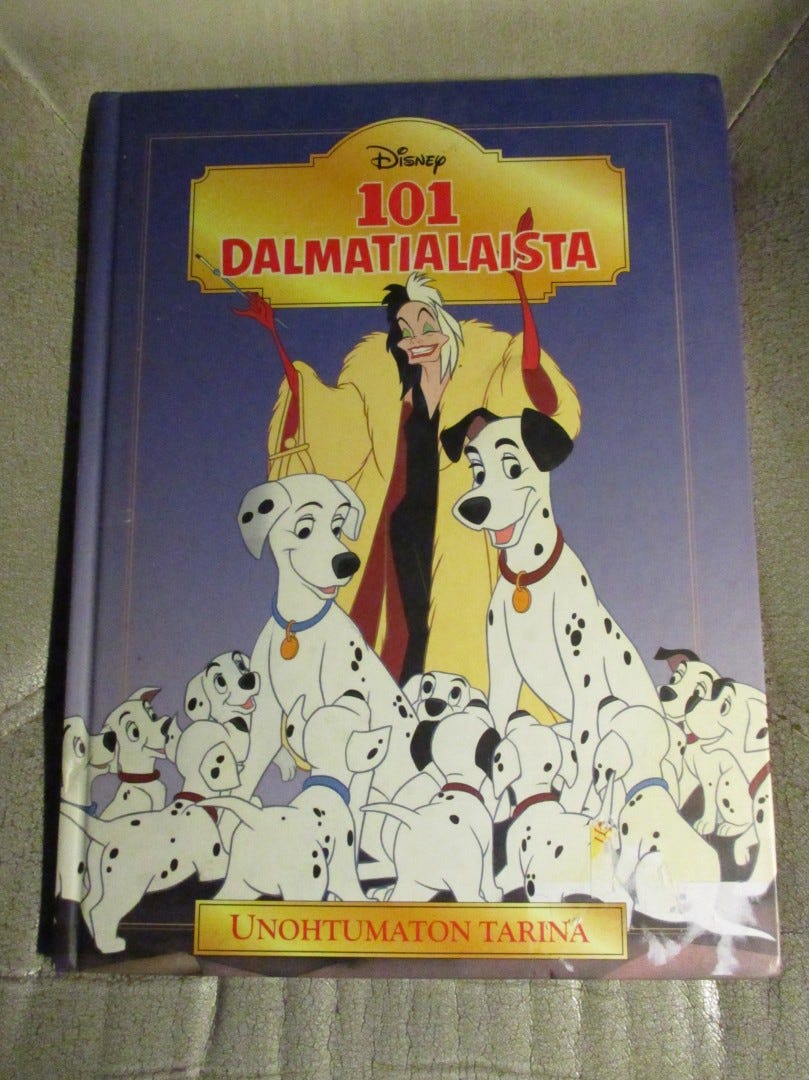 Disney
101
DALMATIALAISTA
UNOHTUMATON TARINA